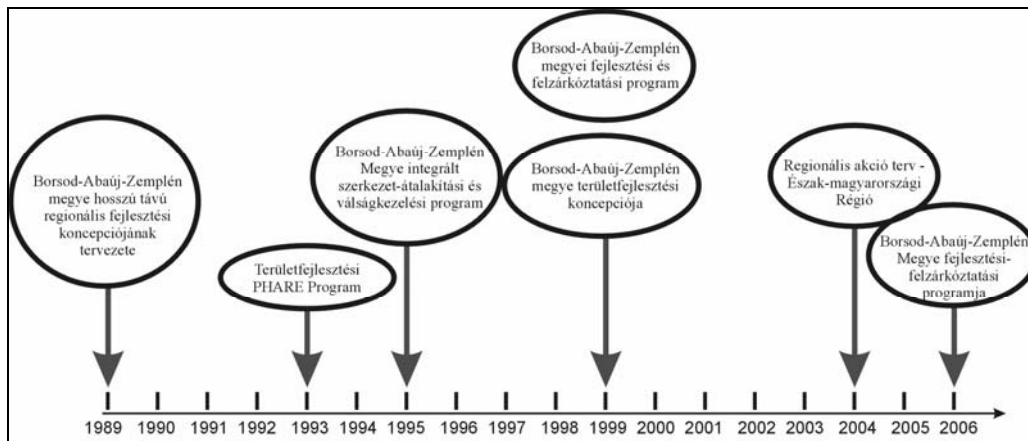 Borsod-Abaúj-Zemplén
megye hosszú távú
regionális fejlesztési
koncepciójának
tervezete
Területfejlesztési
PHARE Program
Borsod-Abaúj-Zemplén
Megye integrált
szerkezet-átalakítási és
válságkezelési program
Borsod-Abaúj-Zemplén
megyei fejlesztési és
felzárkóztatási program
Borsod-Abaúj-Zemplén
megye területfejlesztési
koncepciója
Regionális akció terv -
Észak-magyarországi
Régió
Borsod-Abaúj-Zemplén
Megye fejlesztési-
felzárkóztatási
programja
1989 1990 1991 1992 1993 1994 1995 1996 1997 1998 1999 2000 2001 2002 2003 2004 2005 2006